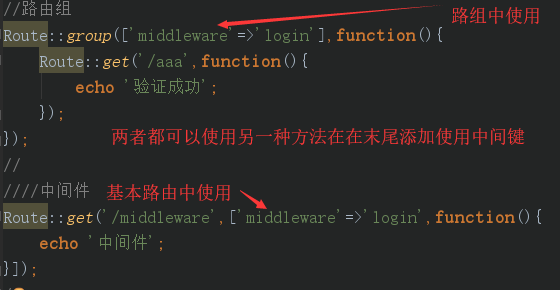 //路由组
路组中使用
Route::group(['middleware'=>'login'],function(){
Route::get('/aaa',function(){
echo '验证成功';
});
});
两者都可以使用另一种方法在在末尾添加使用中间键
//
////中间件
基本路由中使用
Route::get('/middleware',['middleware'=>'login',function(){
echo '中间件';
}]);